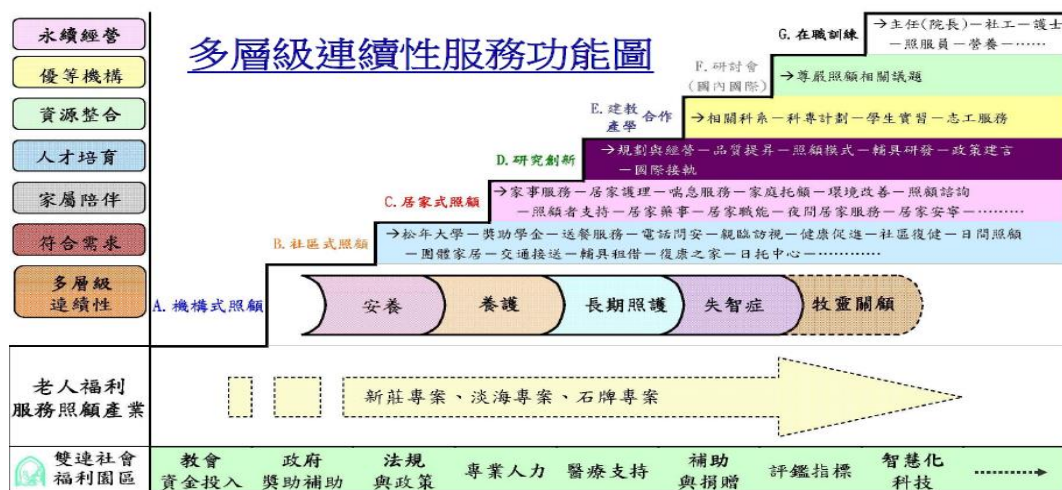 多層級連續性服務功能圖
永續經營
優等機構
資源整合
人才培育
家屬陪伴
符合需求
多層級
連續性
G.在職訓練
→主任(院長)－社工－護士
－照服員－營養－……
F.研討會
(國內國際)
→尊嚴照顧相關議題
E.建教
產學
合作
→相關科系－科專計劃－學生實習－志工服務
D.研究創新
→規劃與經營－品質提昇－照顧模式－輔具研發－政策建言
－國際接軌
C.居家式照顧
→家事服務－居家護理－喘息服務－家庭托顧－環境改善－照顧諮詢
－照顧者支持－居家藥事－居家職能－夜間居家服務－居家安寧－………
B.社區式照顧
→松年大學－獎助學金－送餐服務－電話問安－親臨訪視－健康促進－社區復健－日間照顧
－團體家居－交通接送－輔具租借－復康之家－日托中心－…………
A.機構式照顧
安養
養護
長期照護
失智症
牧靈關顧
老人福利
服務照顧產業
新莊專案、淡海專案、石牌專案
雙連社會
福利園區
教會
資金投入
政府
獎助補助
法規
與政策
專業人力
醫療支持
補助
與捐贈
評鑑指標
智慧化
科技